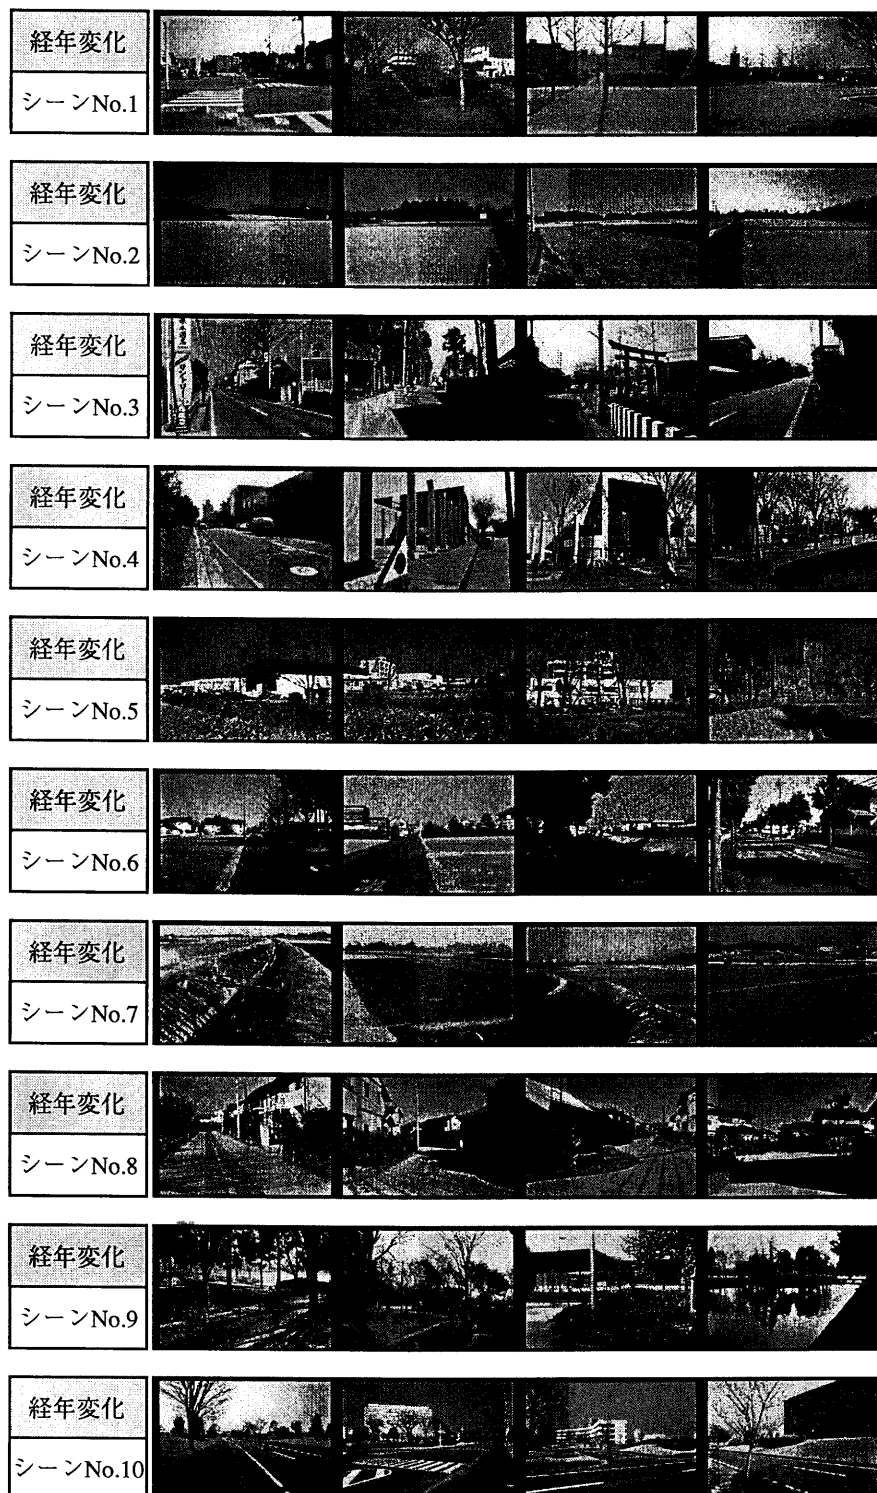 経年変化
シーンNo.1
経年変化
シーンNo.2
経年変化
シーンNo.3
経年変化
シーンNo.4
経年変化
シーンNo.5
経年変化
シーンNo.6
経年変化
シーンNo.7
経年変化
シーンNo.8
経年変化
シーンNo.9
経年変化
シーンNo.10